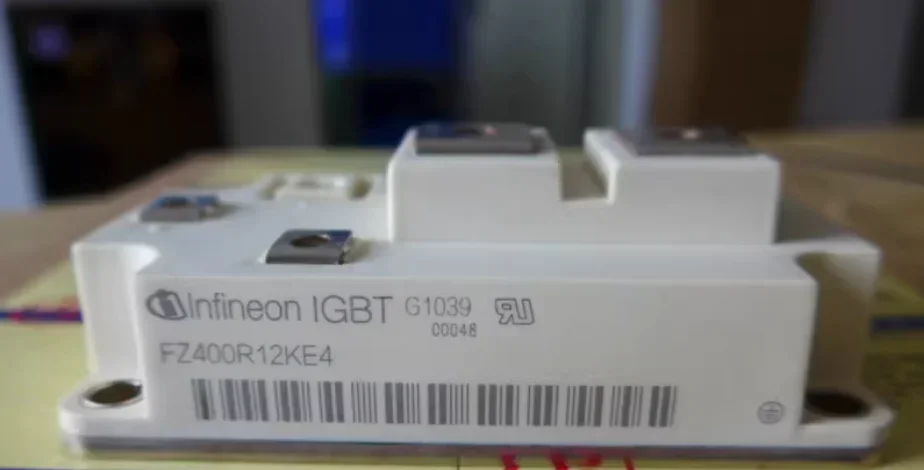 Infineon IGBT G1039
00048
FZ400R12KE4